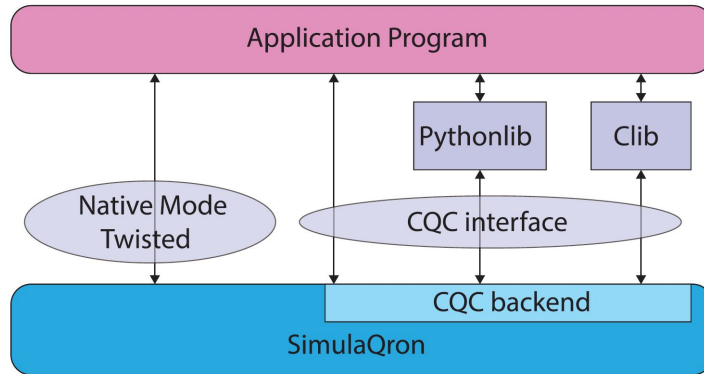 Application Program
Pythonlib
Clib
Native Mode
Twisted
CQC interface
CQC backend
SimulaQron